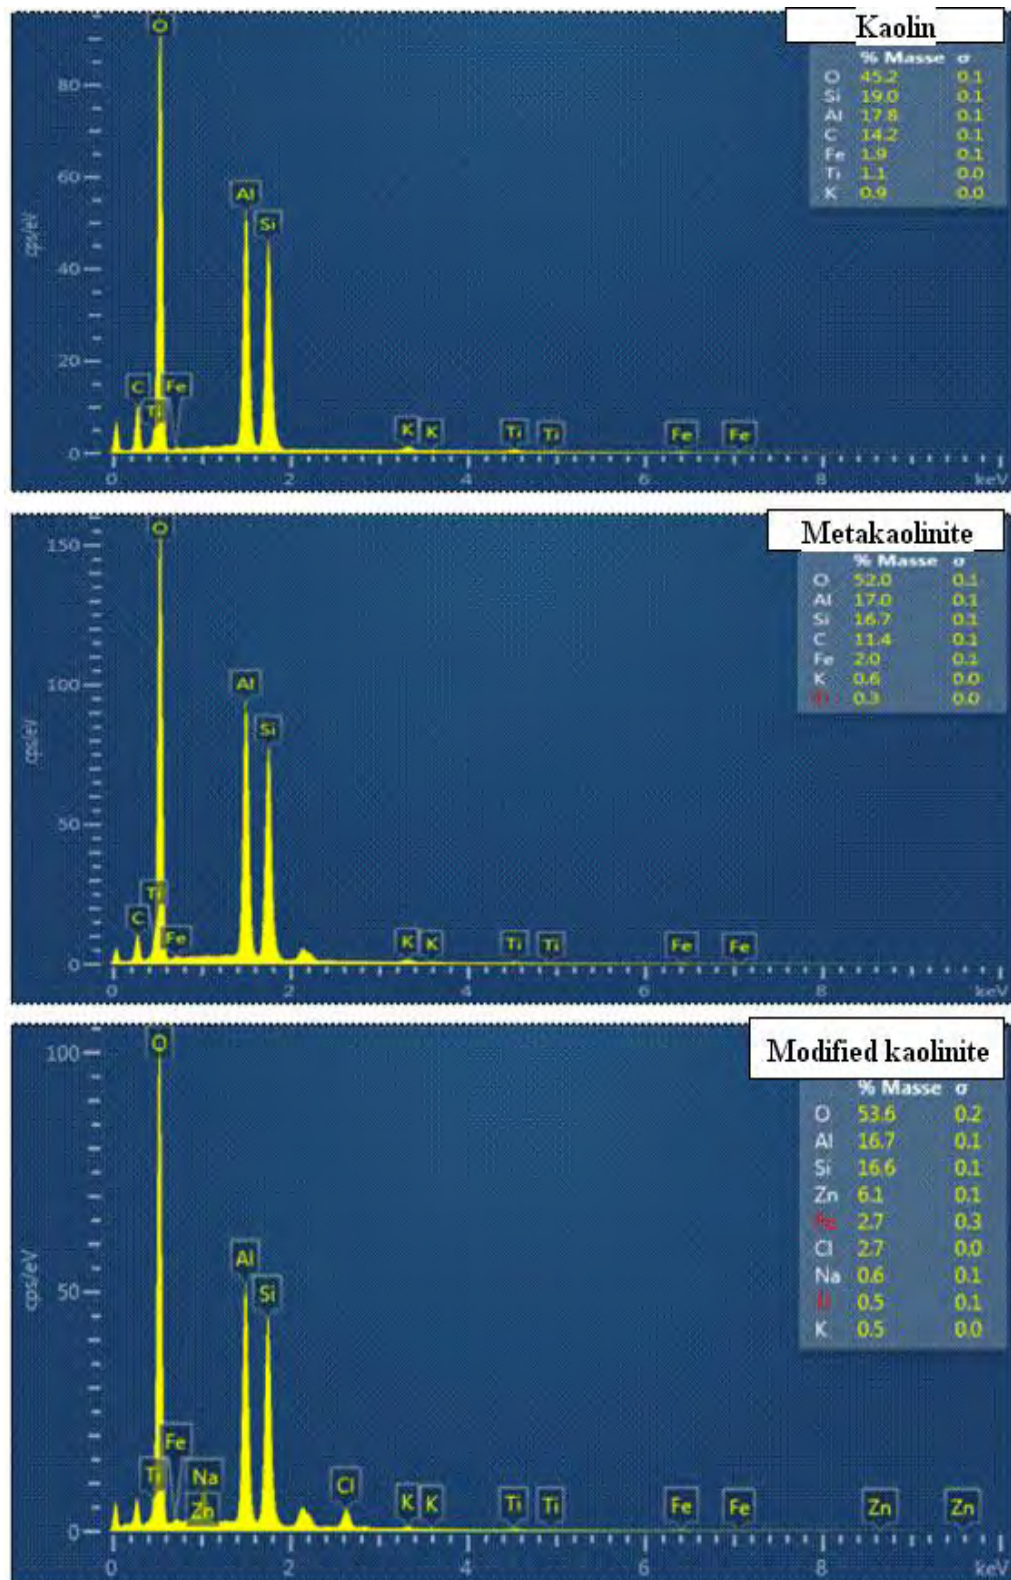 Kaolin
% Masse σ
O 45.2 0.1
Si 19.0 0.1
Al 17.8 0.1
C 14.2 0.1
Fe 1.9 0.1
Ti 1.1 0.0
K 0.9 0.0
O
80
60
Al
Si
cps/eV
40
20
C
Fe
Ti
K K Ti Ti Fe Fe
0
0 2 4 6 8 keV
Metakaolinite
% Masse σ
O 52.0 0.1
Al 17.0 0.1
Si 16.7 0.1
C 11.4 0.1
Fe 2.0 0.1
K 0.6 0.0
Ti 0.3 0.0
O
150
100
Al
Si
cps/eV
50
Ti
C
Fe
K K Ti Ti Fe Fe
0
0 2 4 6 8 keV
Modified kaolinite
% Masse σ
O 53.6 0.2
Al 16.7 0.1
Si 16.6 0.1
Zn 6.1 0.1
Fe 2.7 0.3
Cl 2.7 0.0
Na 0.6 0.1
Ti 0.5 0.1
K 0.5 0.0
O
100
Al
Si
50
cps/eV
Fe
Ti Na Cl
Zn K K Ti Ti Fe Fe Zn Zn
0
0 2 4 6 8 keV